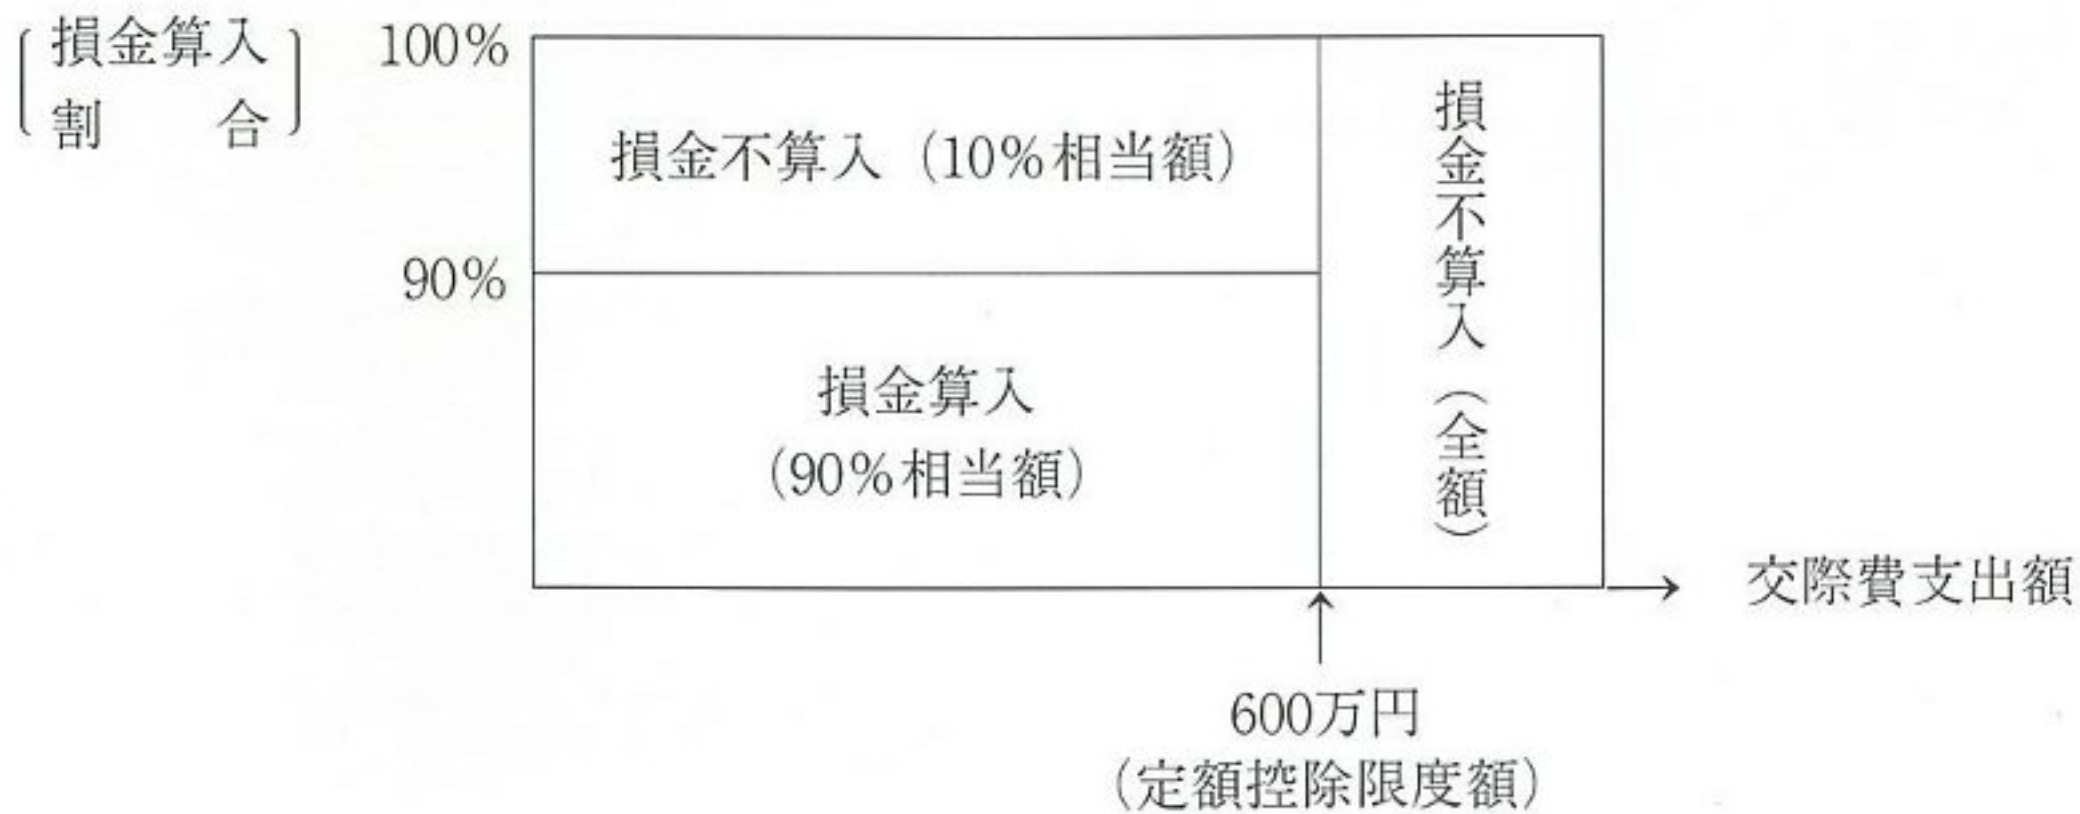 損金算入
割合
100%
損金不算入（10%相当額）
90%
損金算入
（90%相当額）
損金不算入（全額）
交際費支出額
600万円
（定額控除限度額）